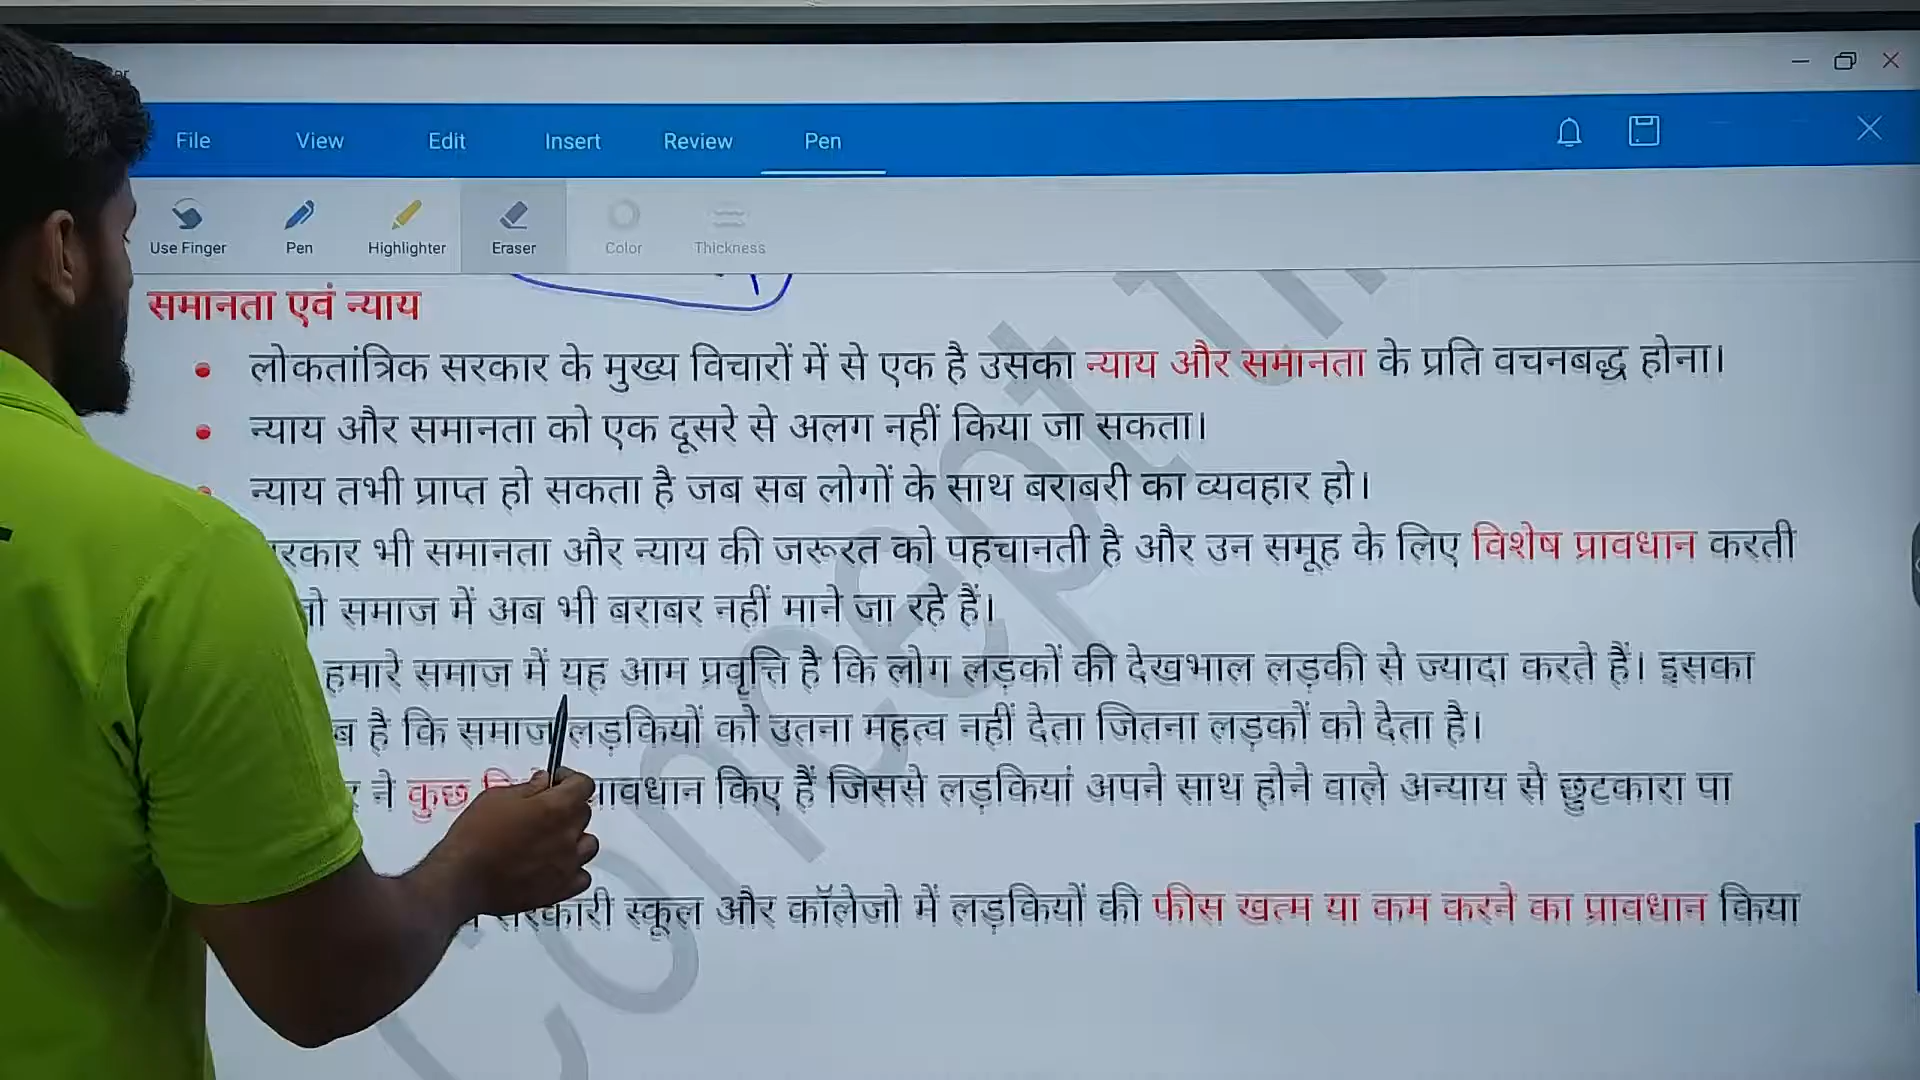 File View Edit Insert Review Pen
Use Finger Pen Highlighter Eraser Color Thickness
समानता एवं न्याय
लोकतांत्रिक सरकार के मुख्य विचारों में से एक है उसका न्याय और समानता के प्रति वचनबद्ध होना।
न्याय और समानता को एक दूसरे से अलग नहीं किया जा सकता।
न्याय तभी प्राप्त हो सकता है जब सब लोगों के साथ बराबरी का व्यवहार हो।
रकार भी समानता और न्याय की जरूरत को पहचानती है और उन समूह के लिए विशेष प्रावधान करती
समाज में अब भी बराबर नहीं माने जा रहे हैं।
हमारे समाज में यह आम प्रवृत्ति है कि लोग लड़कों की देखभाल लड़की से ज्यादा करते हैं। इसका
ब है कि समाज लड़कियों को उतना महत्व नहीं देता जितना लड़कों को देता है।
ने कुछ किए हैं जिससे लड़कियां अपने साथ होने वाले अन्याय से छुटकारा पा
सरकारी स्कूल और कॉलेजो में लड़कियों की फीस खत्म या कम करने का प्रावधान किया
concept